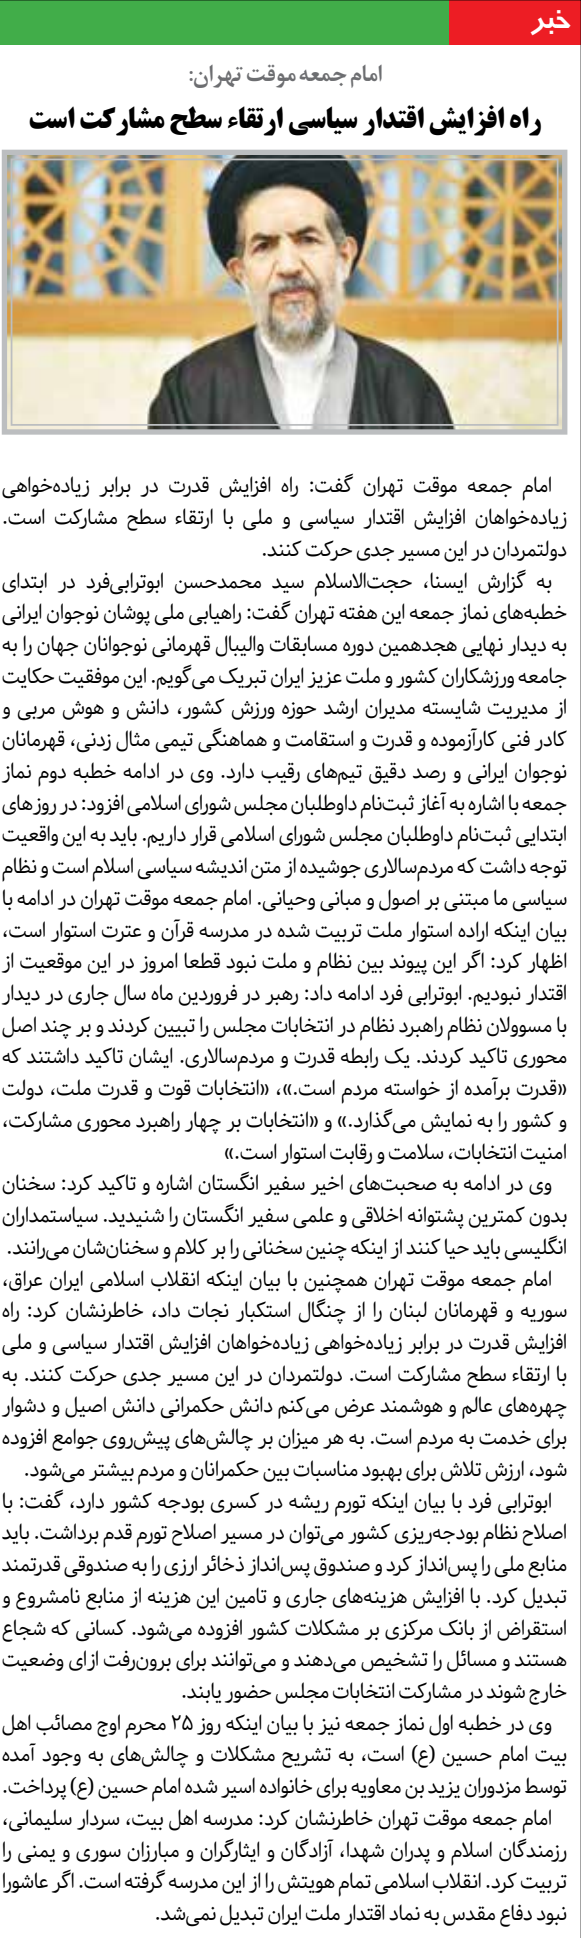 خبر
امام جمعه موقت تهران:
راه افزایش اقتدار سیاسی ارتقاء سطح مشارکت است
امام جمعه موقت تهران گفت: راه افزایش قدرت در برابر زیاده‌خواهی
زیاده‌خواهان افزایش اقتدار سیاسی و ملی با ارتقاء سطح مشارکت است.
دولتمردان در این مسیر جدی حرکت کنند.
به گزارش ایسنا، حجت‌الاسلام سید محمدحسن ابوترابی‌فرد در ابتدای
خطبه‌های نماز جمعه این هفته تهران گفت: راهیابی ملی پوشان نوجوان ایرانی
به دیدار نهایی هجدهمین دوره مسابقات والیبال قهرمانی نوجوانان جهان را به
جامعه ورزشکاران کشور و ملت عزیز ایران تبریک می‌گویم. این موفقیت حکایت
از مدیریت شایسته مدیران ارشد حوزه ورزش کشور، دانش و هوش مربی و
کادر فنی کارآزموده و قدرت و استقامت و هماهنگی تیمی مثال زدنی، قهرمانان
نوجوان ایرانی و رصد دقیق تیم‌های رقیب دارد. وی در ادامه خطبه دوم نماز
جمعه با اشاره به آغاز ثبت‌نام داوطلبان مجلس شورای اسلامی افزود: در روزهای
ابتدایی ثبت‌نام داوطلبان مجلس شورای اسلامی قرار داریم. باید به این واقعیت
توجه داشت که مردم‌سالاری جوشیده از متن اندیشه سیاسی اسلام است و نظام
سیاسی ما مبتنی بر اصول و مبانی وحیانی. امام جمعه موقت تهران در ادامه با
بیان اینکه اراده استوار ملت تربیت شده در مدرسه قرآن و عترت استوار است،
اظهار کرد: اگر این پیوند بین نظام و ملت نبود قطعا امروز در این موقعیت از
اقتدار نبودیم. ابوترابی فرد ادامه داد: رهبر در فروردین ماه سال جاری در دیدار
با مسوولان نظام راهبرد نظام در انتخابات مجلس را تبیین کردند و بر چند اصل
محوری تاکید کردند. یک رابطه قدرت و مردم‌سالاری. ایشان تاکید داشتند که
«قدرت برآمده از خواسته مردم است.»، «انتخابات قوت و قدرت ملت، دولت
و کشور را به نمایش می‌گذارد.» و «انتخابات بر چهار راهبرد محوری مشارکت،
امنیت انتخابات، سلامت و رقابت استوار است.»
وی در ادامه به صحبت‌های اخیر سفیر انگستان اشاره و تاکید کرد: سخنان
بدون کمترین پشتوانه اخلاقی و علمی سفیر انگستان را شنیدید. سیاستمداران
انگلیسی باید حیا کنند از اینکه چنین سخنانی را بر کلام و سخنان‌شان می‌رانند.
امام جمعه موقت تهران همچنین با بیان اینکه انقلاب اسلامی ایران عراق،
سوریه و قهرمانان لبنان را از چنگال استکبار نجات داد، خاطرنشان کرد: راه
افزایش قدرت در برابر زیاده‌خواهی زیاده‌خواهان افزایش اقتدار سیاسی و ملی
با ارتقاء سطح مشارکت است. دولتمردان در این مسیر جدی حرکت کنند. به
چهره‌های عالم و هوشمند عرض می‌کنم دانش حکمرانی دانش اصیل و دشوار
برای خدمت به مردم است. به هر میزان بر چالش‌های پیش‌روی جوامع افزوده
شود، ارزش تلاش برای بهبود مناسبات بین حکمرانان و مردم بیشتر می‌شود.
ابوترابی فرد با بیان اینکه تورم ریشه در کسری بودجه کشور دارد، گفت: با
اصلاح نظام بودجه‌ریزی کشور می‌توان در مسیر اصلاح تورم قدم برداشت. باید
منابع ملی را پس‌انداز کرد و صندوق پس‌انداز ذخائر ارزی را به صندوقی قدرتمند
تبدیل کرد. با افزایش هزینه‌های جاری و تامین این هزینه از منابع نامشروع و
استقراض از بانک مرکزی بر مشکلات کشور افزوده می‌شود. کسانی که شجاع
هستند و مسائل را تشخیص می‌دهند و می‌توانند برای برون‌رفت ازای وضعیت
خارج شوند در مشارکت انتخابات مجلس حضور یابند.
وی در خطبه اول نماز جمعه نیز با بیان اینکه روز ۲۵ محرم اوج مصائب اهل
بیت امام حسین (ع) است، به تشریح مشکلات و چالش‌های به وجود آمده
توسط مزدوران یزید بن معاویه برای خانواده اسیر شده امام حسین (ع) پرداخت.
امام جمعه موقت تهران خاطرنشان کرد: مدرسه اهل بیت، سردار سلیمانی،
رزمندگان اسلام و پدران شهدا، آزادگان و ایثارگران و مبارزان سوری و یمنی را
تربیت کرد. انقلاب اسلامی تمام هویتش را از این مدرسه گرفته است. اگر عاشورا
نبود دفاع مقدس به نماد اقتدار ملت ایران تبدیل نمی‌شد.